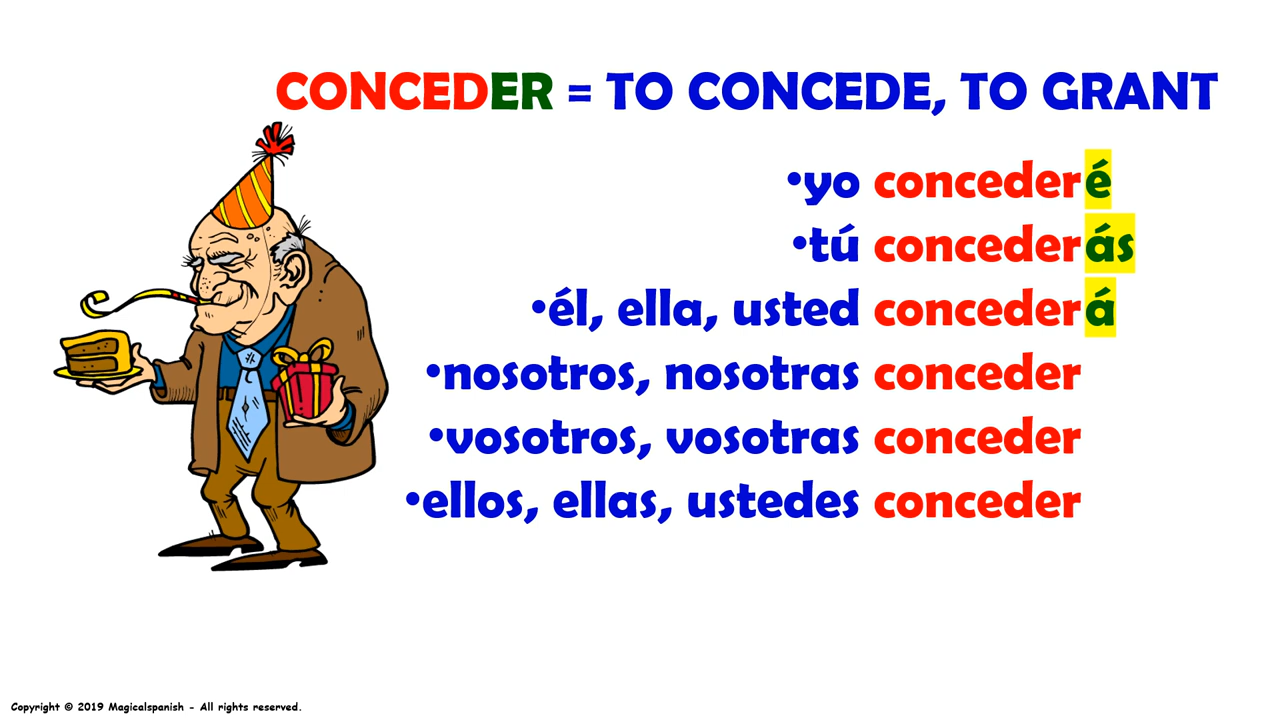 CONCEDER = TO CONCEDE, TO GRANT
•yo concederé
•tú concederás
•él, ella, usted concederá
•nosotros, nosotras conceder
•vosotros, vosotras conceder
•ellos, ellas, ustedes conceder
Copyright © 2019 Magicalspanish - All rights reserved.